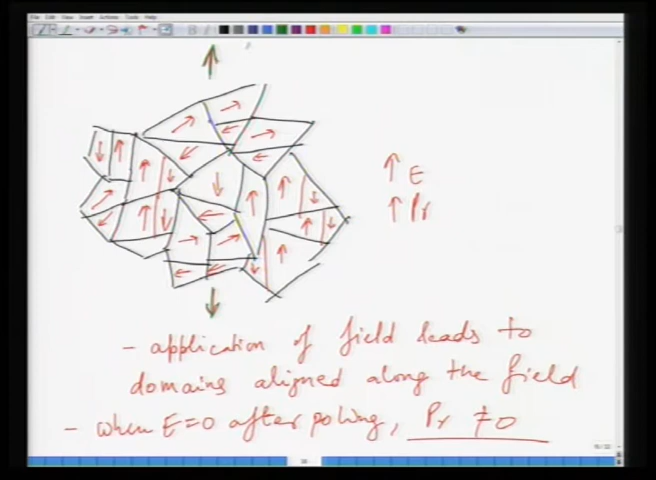 E
Pr
- application of field leads to
domains aligned along the field
- when E=0 after poling, Pr ≠0